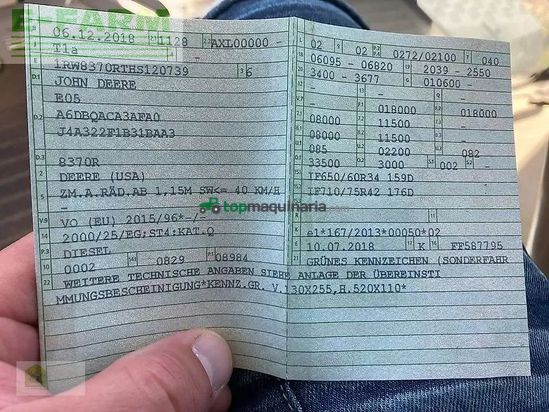 E-FARM
06.12.2018 1128 AXL00000 -
T1a
1RW8370RTHS120739 6
JOHN DEERE
E05
A6DBQACA3AFA0
J4A322F1B31BAA3
8370R
DEERE (USA)
ZM.A.RÄD.AB 1,15M SW<= 40 KM/H
VO (EU) 2015/96*-/-
2000/25/EG;ST4:KAT.Q
DIESEL
0002 0829 08984
02 02 0272/02100 040
06095 - 06820 2039 - 2550
3400 - 3677 010600 -
- - -
- 018000 018000
08000 11500 -
08000 11500 -
085 02200 082
33500 3000 002 -
IF650/60R34 159D
IF710/75R42 176D
-
topmaquinaria
e1*167/2013*00050*02
10.07.2018 K FF587795
GRÜNES KENNZEICHEN (SONDERFAHR
WEITERE TECHNISCHE ANGABEN SIEHE ANLAGE DER ÜBEREINSTI
MMUNGSBESCHEINIGUNG*KENNZ.GR. V.130X255,H.520X110*